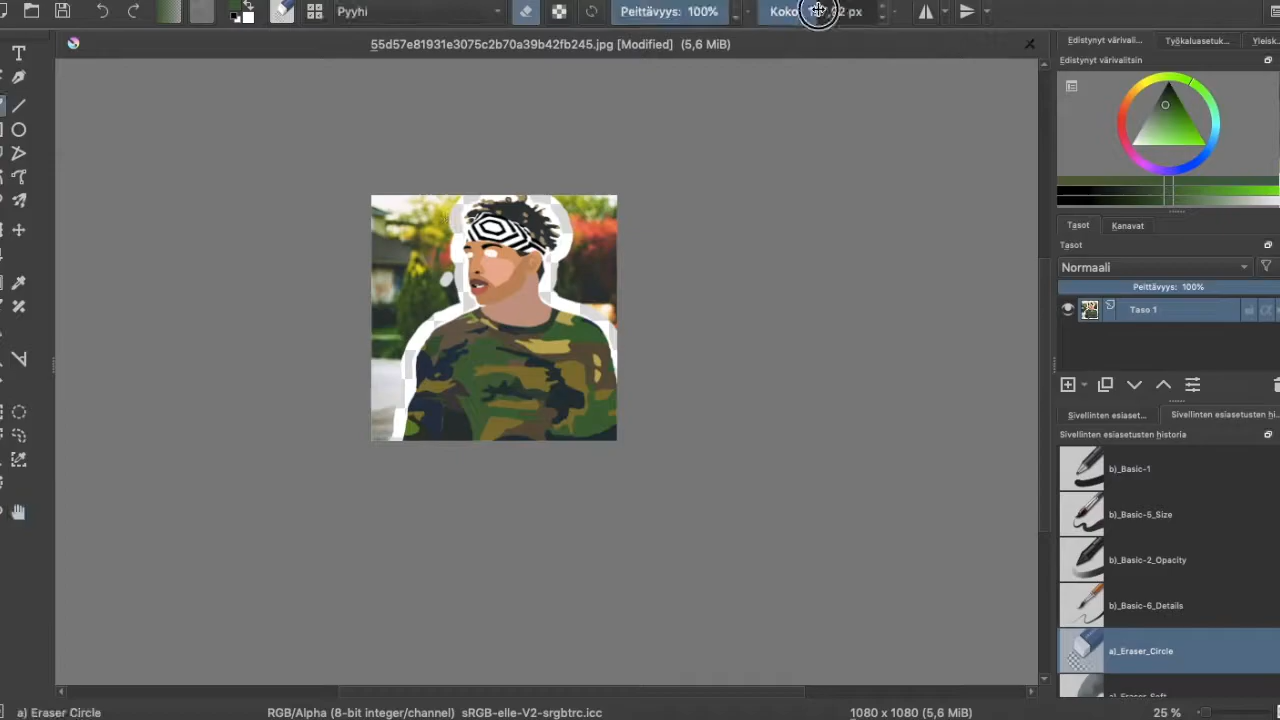 Pyyhi
Peittävyys: 100%
Koko
92 px
55d57e81931e3075c2b70a39b42fb245.jpg [Modified] (5,6 MiB)
Edistynyt värivali...
Työkaluasetuk...
Yleisk
Edistynyt värivalitsin
Tasot
Kanavat
Tasot
Normaali
Peittävyys: 100%
Taso 1
Sivellinten esiaset...
Sivellinten esiasetusten hi...
Sivellinten esiasetusten historia
b)_Basic-1
b)_Basic-5_Size
b)_Basic-2_Opacity
b)_Basic-6_Details
a)_Eraser_Circle
a)_Eraser_Soft
a) Eraser Circle
RGB/Alpha (8-bit integer/channel) sRGB-elle-V2-srgbtrc.icc
1080 x 1080 (5,6 MiB)
25 %